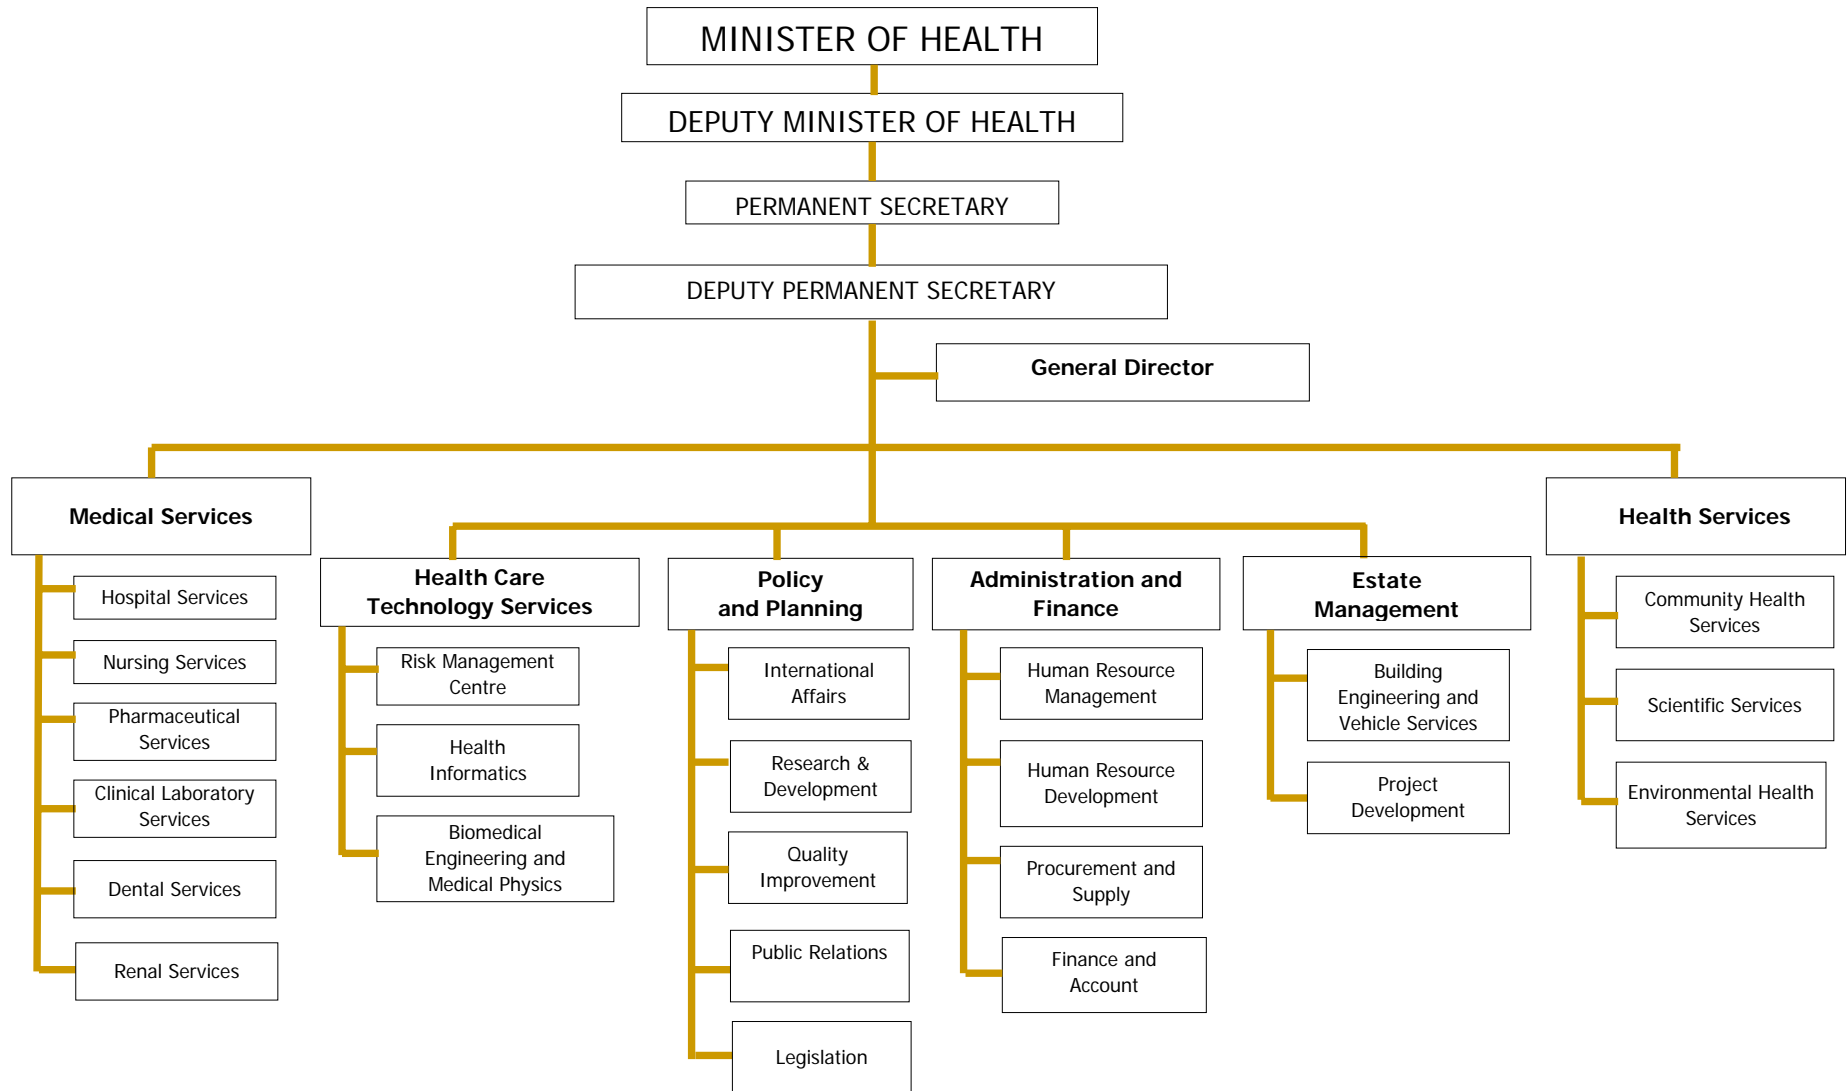 MINISTER OF HEALTH
DEPUTY MINISTER OF HEALTH
PERMANENT SECRETARY
DEPUTY PERMANENT SECRETARY
General Director
Medical Services
Hospital Services
Nursing Services
Pharmaceutical
Services
Clinical Laboratory
Services
Dental Services
Renal Services
Health Care
Technology Services
Risk Management
Centre
Health
Informatics
Biomedical
Engineering and
Medical Physics
Policy
and Planning
International
Affairs
Research &
Development
Quality
Improvement
Public Relations
Legislation
Administration and
Finance
Human Resource
Management
Human Resource
Development
Procurement and
Supply
Finance and
Account
Estate
Management
Building
Engineering and
Vehicle Services
Project
Development
Health Services
Community Health
Services
Scientific Services
Environmental Health
Services